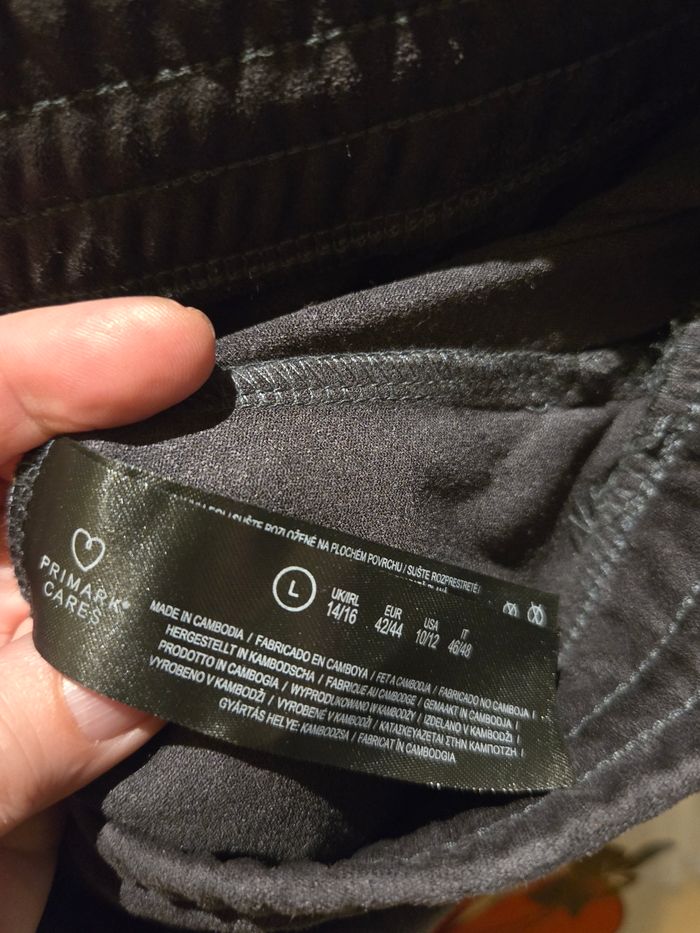 SUŠTE ROZLOŽENÉ NA PLOCHÉM POVRCHU / SUŠTE ROZPRESTRETÉ/
PRIMARK®
CARES
L
UK/IRL EUR USA IT
14/16 42/44 10/12 46/48
MADE IN CAMBODIA / FABRICADO EN CAMBOYA / FET A CAMBODJA / FABRICADO NO CAMBOJA /
HERGESTELLT IN KAMBODSCHA / FABRIQUÉ AU CAMBODGE / GEMAAKT IN CAMBODJA /
PRODOTTO IN CAMBOGIA / WYPRODUKOWANO W KAMBODŻY / IZDELANO V KAMBODŽI /
VYROBENO V KAMBODŽI / VYROBENÉ V KAMBODŽI / ΚΑΤΑΣΚΕΥΑΖΕΤΑΙ ΣΤΗΝ ΚΑΜΠΟΤΖΗ /
GYÁRTÁS HELYE: KAMBODZSA / FABRICAT ÎN CAMBODGIA